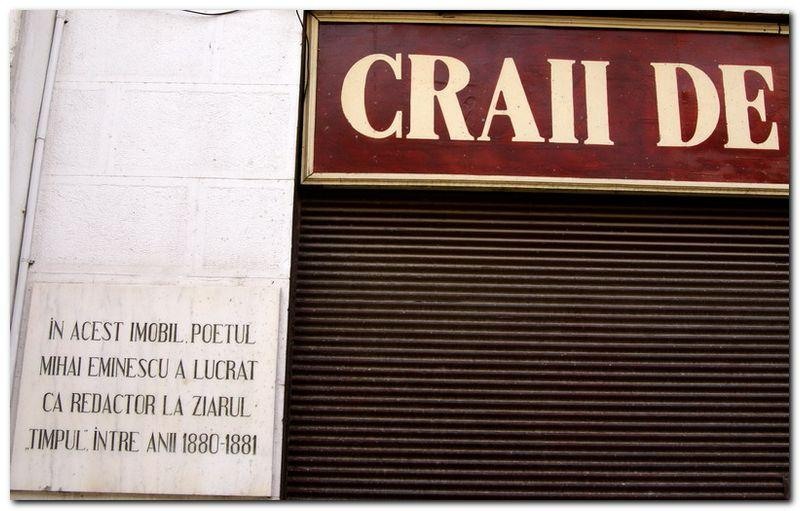 CRAII DE
ÎN ACEST IMOBIL, POETUL
MIHAI EMINESCU A LUCRAT
CA REDACTOR LA ZIARUL
„TIMPUL”, ÎNTRE ANII 1880-1881